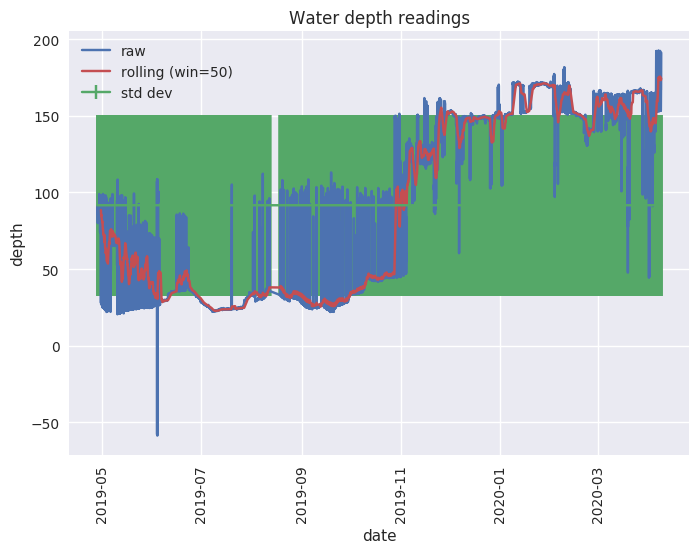 Water depth readings
raw
rolling (win=50)
std dev
depth
200
150
100
50
0
−50
2019-05
2019-07
2019-09
2019-11
2020-01
2020-03
date